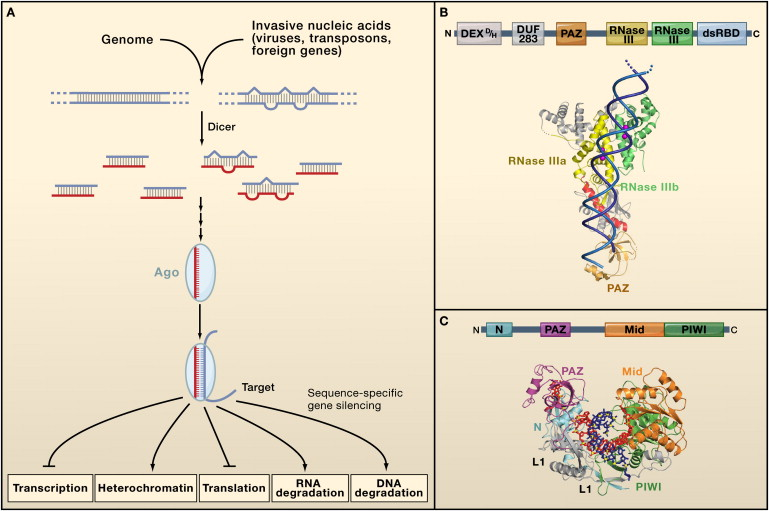 A
Genome
Invasive nucleic acids
(viruses, transposons,
foreign genes)
Dicer
Ago
Target
Sequence-specific
gene silencing
Transcription
Heterochromatin
Translation
RNA
degradation
DNA
degradation
B
N
DEX D/H
DUF
283
PAZ
RNase
III
RNase
III
dsRBD
C
RNase IIIa
RNase IIIb
PAZ
C
N
N
PAZ
Mid
PIWI
C
PAZ
Mid
N
L1
L1
PIWI